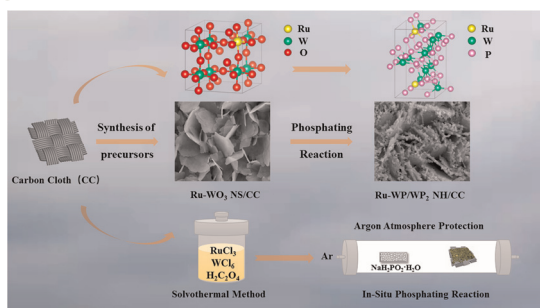 Ru
W
O
Ru
W
P
Synthesis of
precursors
Phosphating
Reaction
Carbon Cloth（CC）
Ru-WO₃ NS/CC
Ru-WP/WP₂ NH/CC
RuCl₃
WCl₆
H₂C₂O₄
Solvothermal Method
Argon Atmosphere Protection
Ar
NaH₂PO₂·H₂O
In-Situ Phosphating Reaction